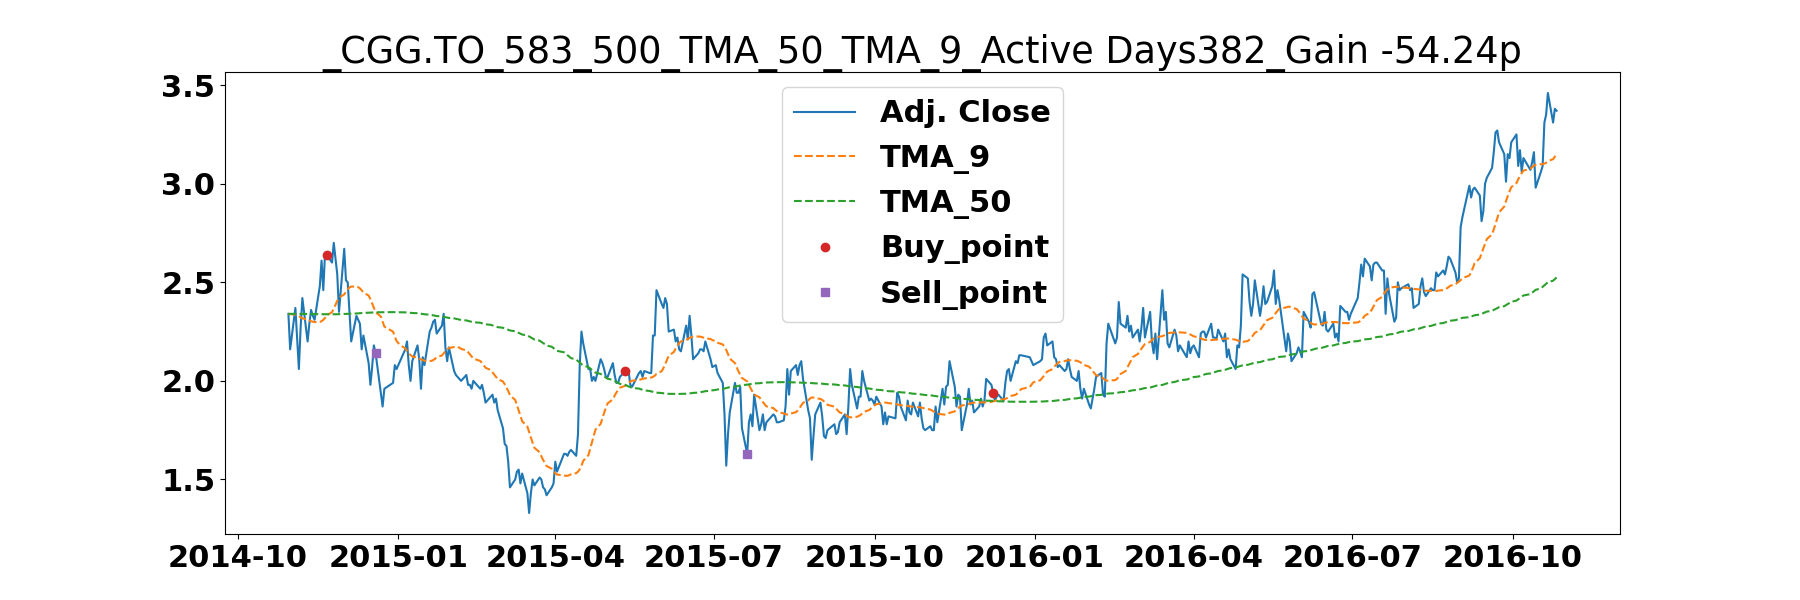 _CGG.TO_583_500_TMA_50_TMA_9_Active Days382_Gain -54.24p
3.5
3.0
2.5
2.0
1.5
Adj. Close
TMA_9
TMA_50
Buy_point
Sell_point
2014-10 2015-01 2015-04 2015-07 2015-10 2016-01 2016-04 2016-07 2016-10